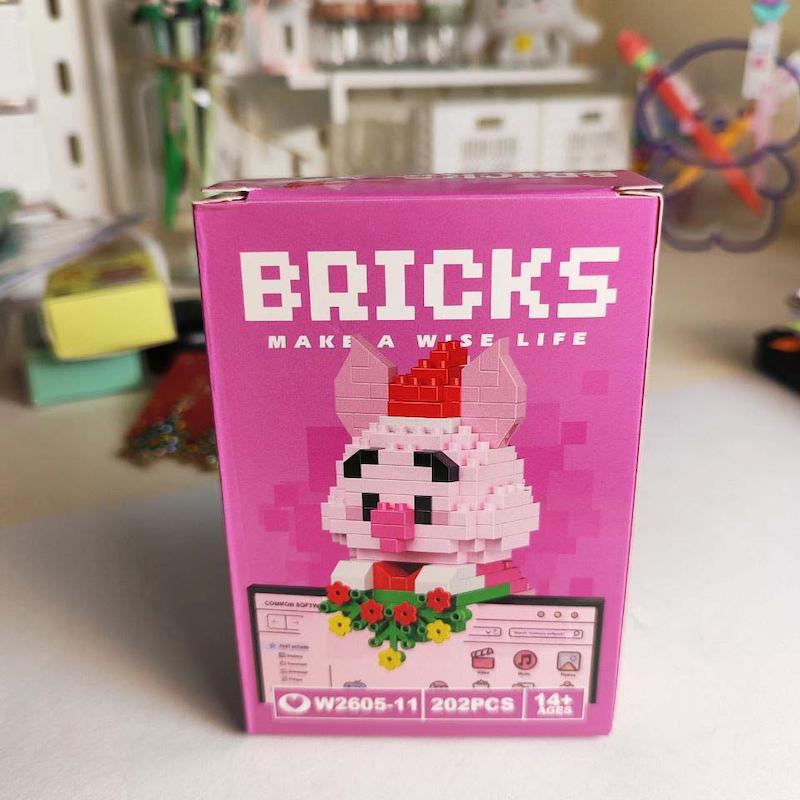 BRICKS
MAKE A WISE LIFE
W2605-11
202PCS
14+
AGES